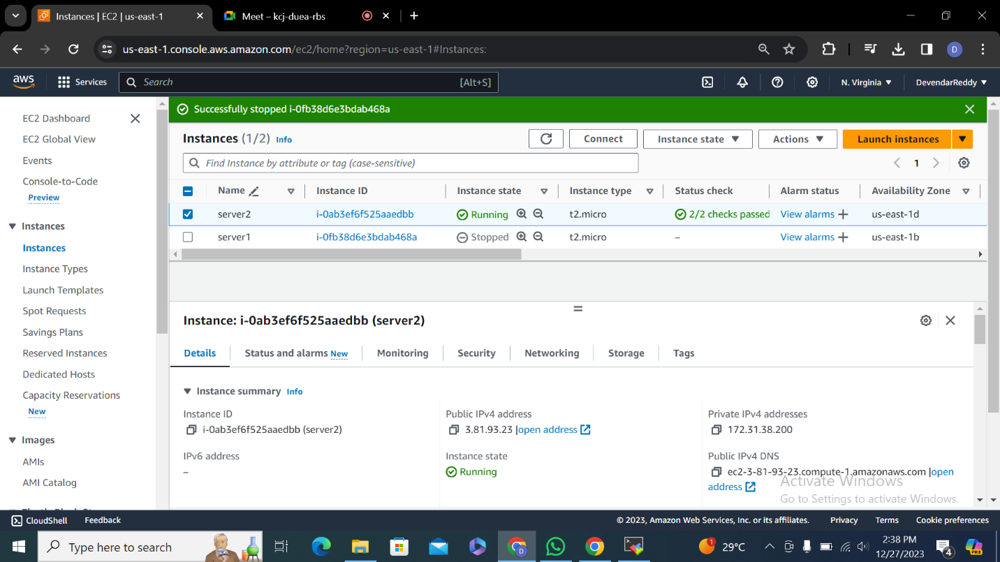 Instances | EC2 | us-east-1
Meet – kcj-duea-rbs
us-east-1.console.aws.amazon.com/ec2/home?region=us-east-1#Instances:
D
aws
Services
Search
[Alt+S]
N. Virginia
DevendarReddy
EC2 Dashboard
EC2 Global View
Events
Console-to-Code
Preview
Instances
Instances
Instance Types
Launch Templates
Spot Requests
Savings Plans
Reserved Instances
Dedicated Hosts
Capacity Reservations
New
Images
AMIs
AMI Catalog
Successfully stopped i-0fb38d6e3bdab468a
Instances (1/2) Info
Connect
Instance state
Actions
Launch instances
Find Instance by attribute or tag (case-sensitive)
1
Name Instance ID Instance state Instance type Status check Alarm status Availability Zone
server2 i-0ab3ef6f525aaedbb Running t2.micro 2/2 checks passed View alarms us-east-1d
server1 i-0fb38d6e3bdab468a Stopped t2.micro – View alarms us-east-1b
Instance: i-0ab3ef6f525aaedbb (server2)
Details Status and alarms New Monitoring Security Networking Storage Tags
Instance summary Info
Instance ID
i-0ab3ef6f525aaedbb (server2)
Public IPv4 address
3.81.93.23 |open address
Private IPv4 addresses
172.31.38.200
IPv6 address
–
Instance state
Running
Public IPv4 DNS
ec2-3-81-93-23.compute-1.amazonaws.com |open
address
Activate Windows
Go to Settings to activate Windows.
CloudShell
Feedback
© 2023, Amazon Web Services, Inc. or its affiliates.
Privacy
Terms
Cookie preferences
Type here to search
D
1
29°C
2:38 PM
12/27/2023
4
PRE